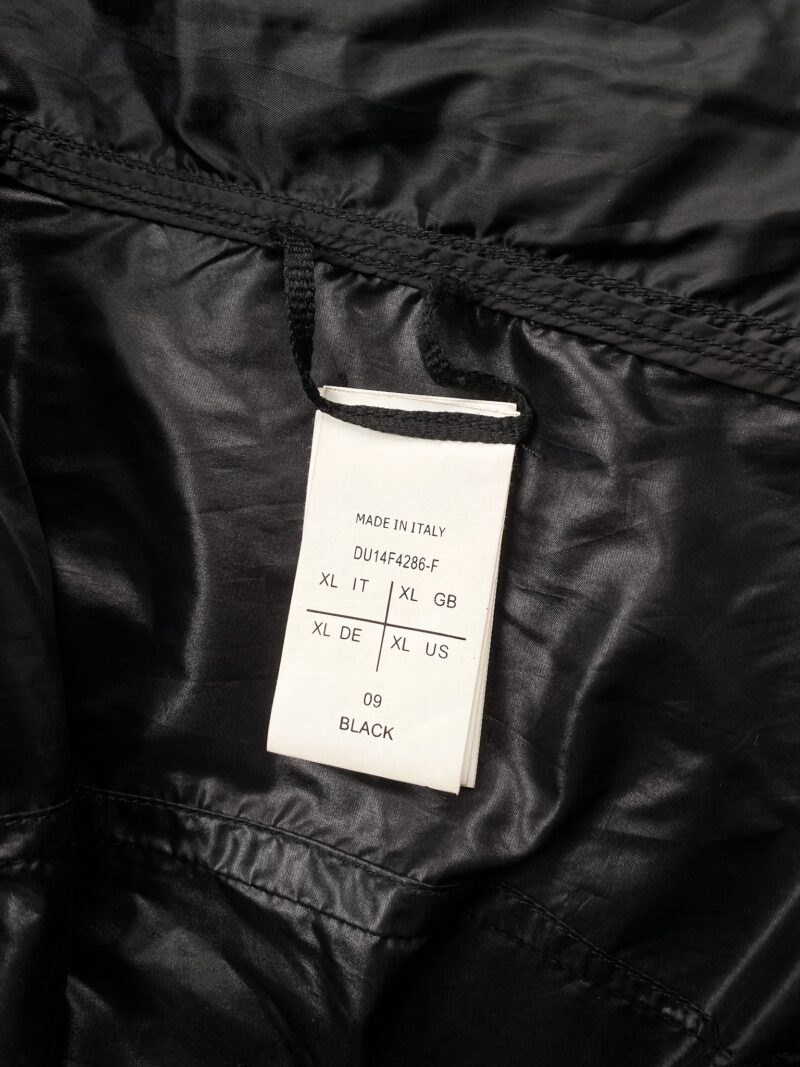 MADE IN ITALY
DU14F4286-F
XL IT XL GB
XL DE XL US
09
BLACK